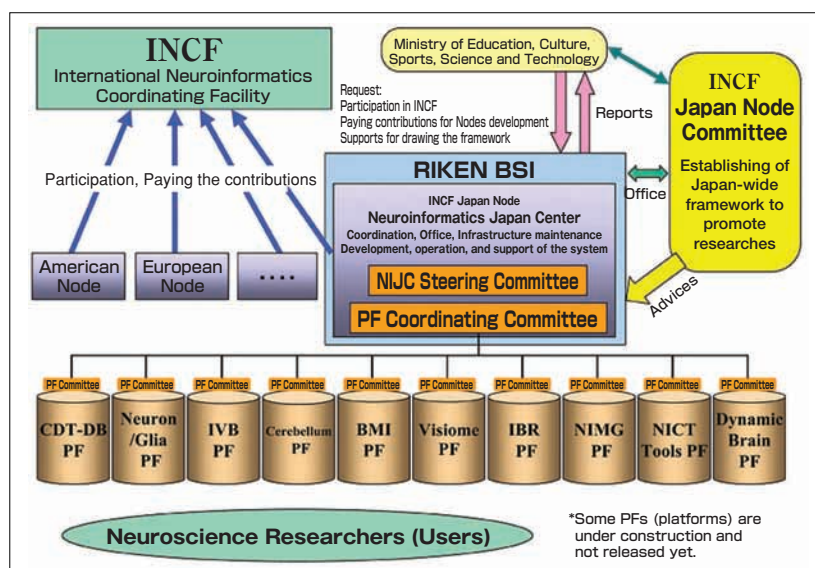 INCF
International Neuroinformatics
Coordinating Facility
Ministry of Education, Culture,
Sports, Science and Technology
INCF
Japan Node
Committee
Establishing of
Japan-wide
framework to
promote
researches
Request:
Participation in INCF
Paying contributions for Nodes development
Supports for drawing the framework
Reports
Participation, Paying the contributions
Office
Advices
RIKEN BSI
INCF Japan Node
Neuroinformatics Japan Center
Coordination, Office, Infrastructure maintenance
Development, operation, and support of the system
NIJC Steering Committee
PF Coordinating Committee
American
Node
European
Node
....
PF Committee
PF Committee
PF Committee
PF Committee
PF Committee
PF Committee
PF Committee
PF Committee
PF Committee
PF Committee
CDT-DB
PF
Neuron
/Glia
PF
IVB
PF
Cerebellum
PF
BMI
PF
Visiome
PF
IBR
PF
NIMG
PF
NICT
Tools PF
Dynamic
Brain
PF
Neuroscience Researchers (Users)
*Some PFs (platforms) are
under construction and
not released yet.